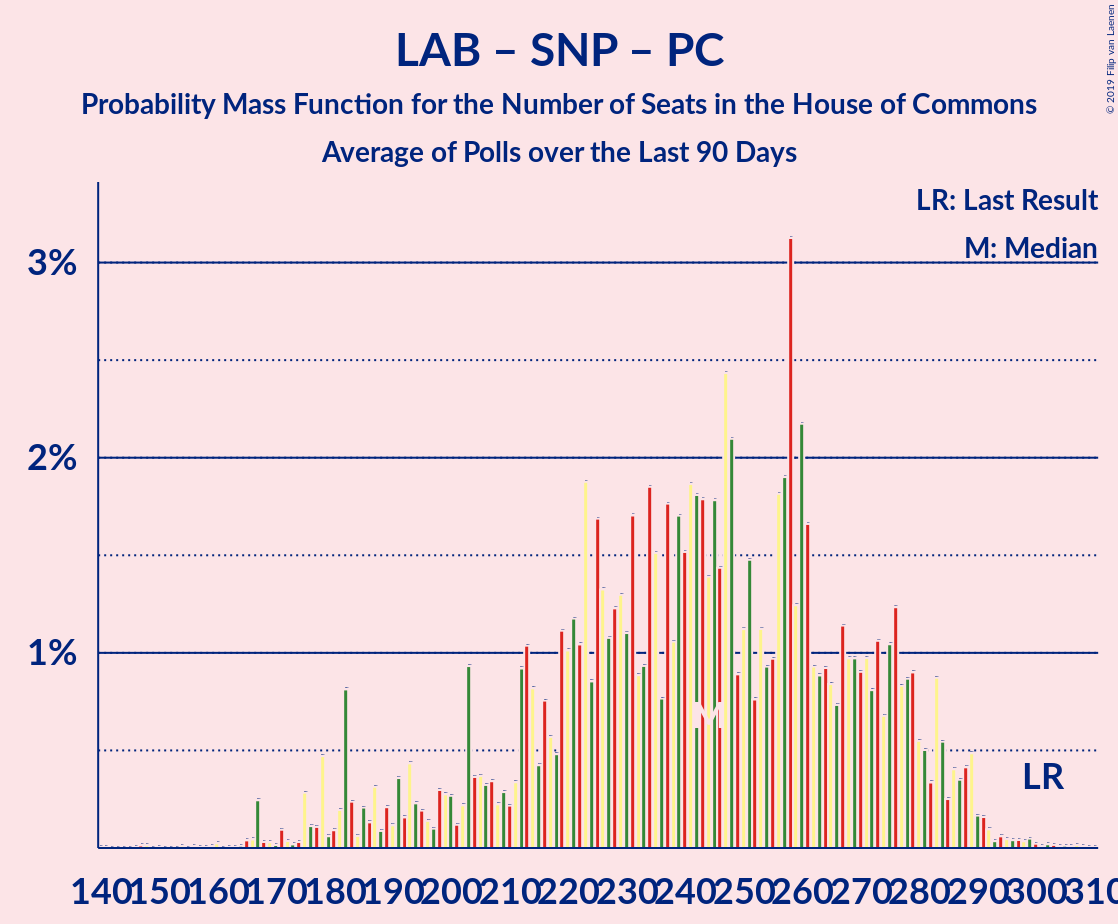 LAB – SNP – PC
Probability Mass Function for the Number of Seats in the House of Commons
Average of Polls over the Last 90 Days
© 2019 Filip van Laenen
LR: Last Result
M: Median
3%
2%
1%
M
LR
140 150 160 170 180 190 200 210 220 230 240 250 260 270 280 290 300 310